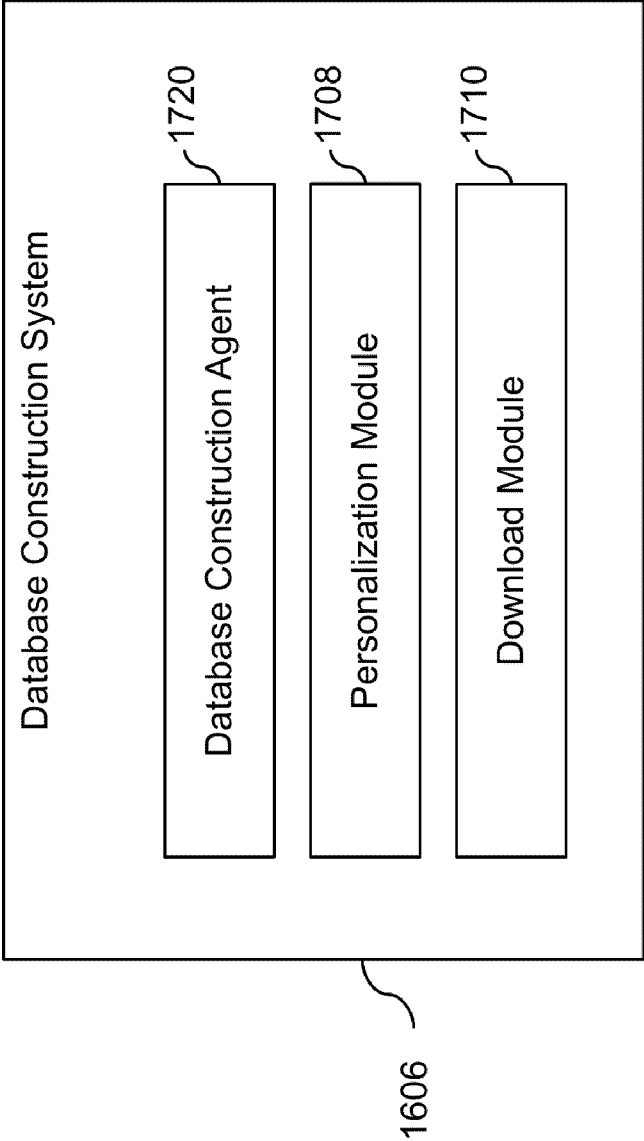 Database Construction System
Database Construction Agent
1720
Personalization Module
1708
Download Module
1710
1606